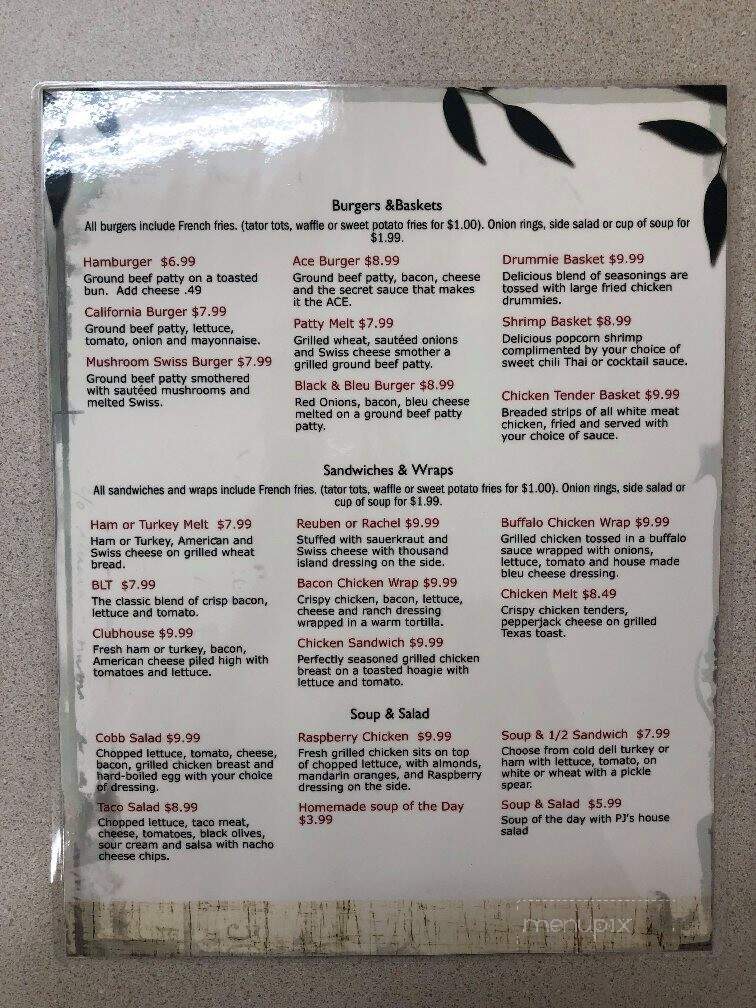 Burgers &Baskets
All burgers include French fries. (tator tots, waffle or sweet potato fries for $1.00). Onion rings, side salad or cup of soup for
$1.99.
Hamburger $6.99
Ground beef patty on a toasted
bun. Add cheese .49
California Burger $7.99
Ground beef patty, lettuce,
tomato, onion and mayonnaise.
Mushroom Swiss Burger $7.99
Ground beef patty smothered
with sautéed mushrooms and
melted Swiss.
Ace Burger $8.99
Ground beef patty, bacon, cheese
and the secret sauce that makes
it the ACE.
Patty Melt $7.99
Grilled wheat, sautéed onions
and Swiss cheese smother a
grilled ground beef patty.
Black & Bleu Burger $8.99
Red Onions, bacon, bleu cheese
melted on a ground beef patty
patty.
Drummie Basket $9.99
Delicious blend of seasonings are
tossed with large fried chicken
drummies.
Shrimp Basket $8.99
Delicious popcorn shrimp
complimented by your choice of
sweet chili Thai or cocktail sauce.
Chicken Tender Basket $9.99
Breaded strips of all white meat
chicken, fried and served with
your choice of sauce.
Sandwiches & Wraps
All sandwiches and wraps include French fries. (tator tots, waffle or sweet potato fries for $1.00). Onion rings, side salad or
cup of soup for $1.99.
Ham or Turkey Melt $7.99
Ham or Turkey, American and
Swiss cheese on grilled wheat
bread.
BLT $7.99
The classic blend of crisp bacon,
lettuce and tomato.
Clubhouse $9.99
Fresh ham or turkey, bacon,
American cheese piled high with
tomatoes and lettuce.
Reuben or Rachel $9.99
Stuffed with sauerkraut and
Swiss cheese with thousand
island dressing on the side.
Bacon Chicken Wrap $9.99
Crispy chicken, bacon, lettuce,
cheese and ranch dressing
wrapped in a warm tortilla.
Chicken Sandwich $9.99
Perfectly seasoned grilled chicken
breast on a toasted hoagie with
lettuce and tomato.
Buffalo Chicken Wrap $9.99
Grilled chicken tossed in a buffalo
sauce wrapped with onions,
lettuce, tomato and house made
bleu cheese dressing.
Chicken Melt $8.49
Crispy chicken tenders,
pepperjack cheese on grilled
Texas toast.
Soup & Salad
Cobb Salad $9.99
Chopped lettuce, tomato, cheese,
bacon, grilled chicken breast and
hard-boiled egg with your choice
of dressing.
Taco Salad $8.99
Chopped lettuce, taco meat,
cheese, tomatoes, black olives,
sour cream and salsa with nacho
cheese chips.
Raspberry Chicken $9.99
Fresh grilled chicken sits on top
of chopped lettuce, with almonds,
mandarin oranges, and Raspberry
dressing on the side.
Homemade soup of the Day
$3.99
Soup & 1/2 Sandwich $7.99
Choose from cold deli turkey or
ham with lettuce, tomato, on
white or wheat with a pickle
spear.
Soup & Salad $5.99
Soup of the day with PJ's house
salad
menupix